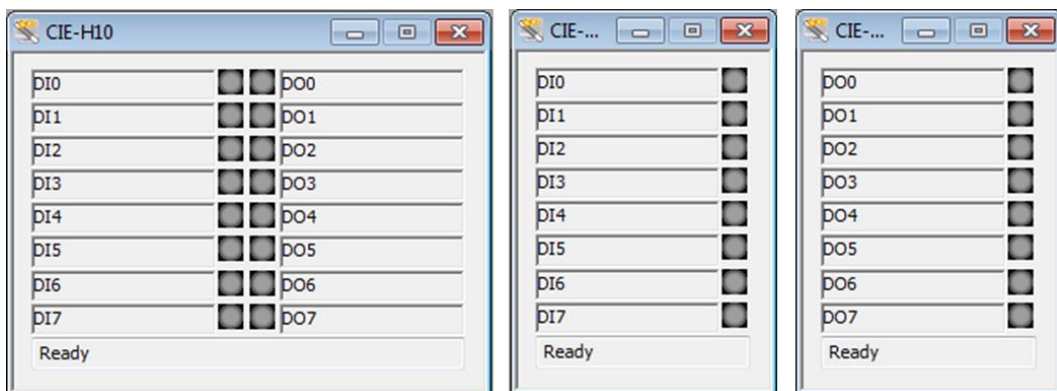 CIE-H10
DI0 DO0
DI1 DO1
DI2 DO2
DI3 DO3
DI4 DO4
DI5 DO5
DI6 DO6
DI7 DO7
Ready
CIE-...
DI0
DI1
DI2
DI3
DI4
DI5
DI6
DI7
Ready
CIE-...
DO0
DO1
DO2
DO3
DO4
DO5
DO6
DO7
Ready